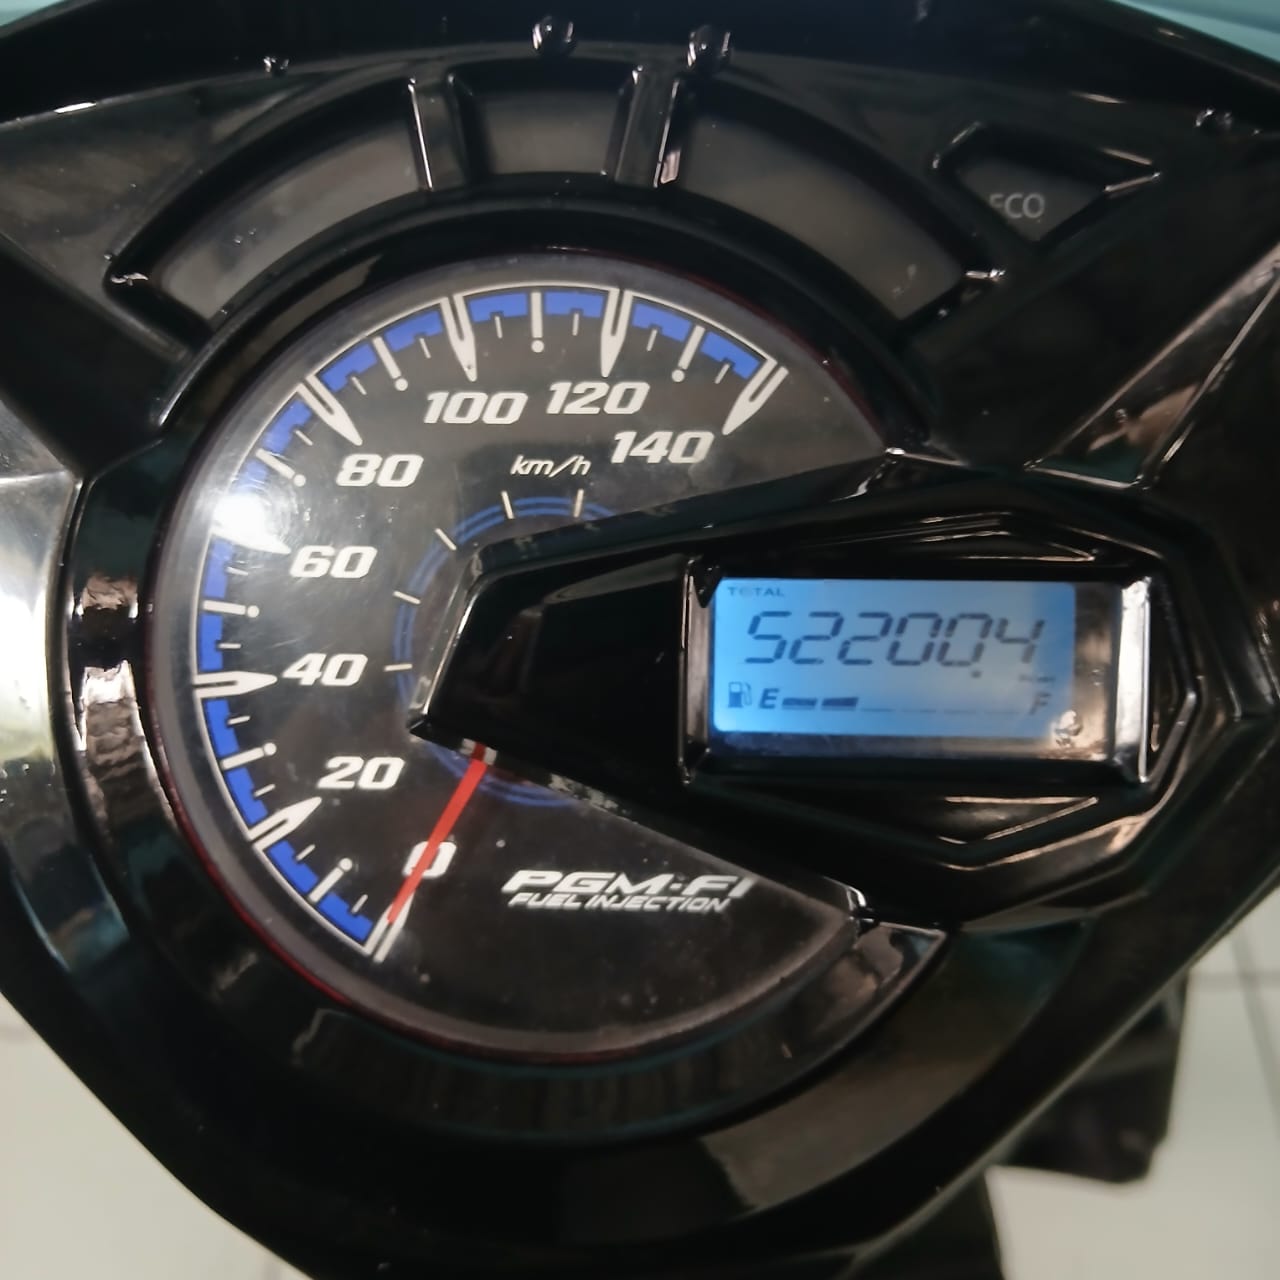 ECO
100 120
140
km/h
80
60
40
20
0
TOTAL
52200.4
E
F
PGM-FI
FUEL INJECTION